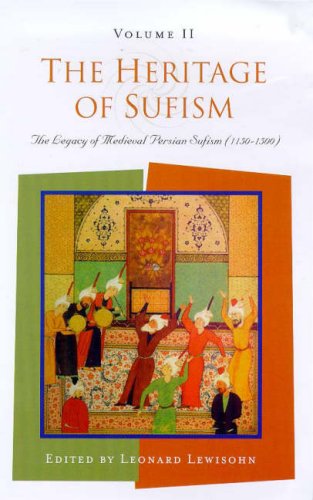 VOLUME II
THE HERITAGE
OF SUFISM
The Legacy of Medieval Persian Sufism (1150-1500)
EDITED BY LEONARD LEWISOHN